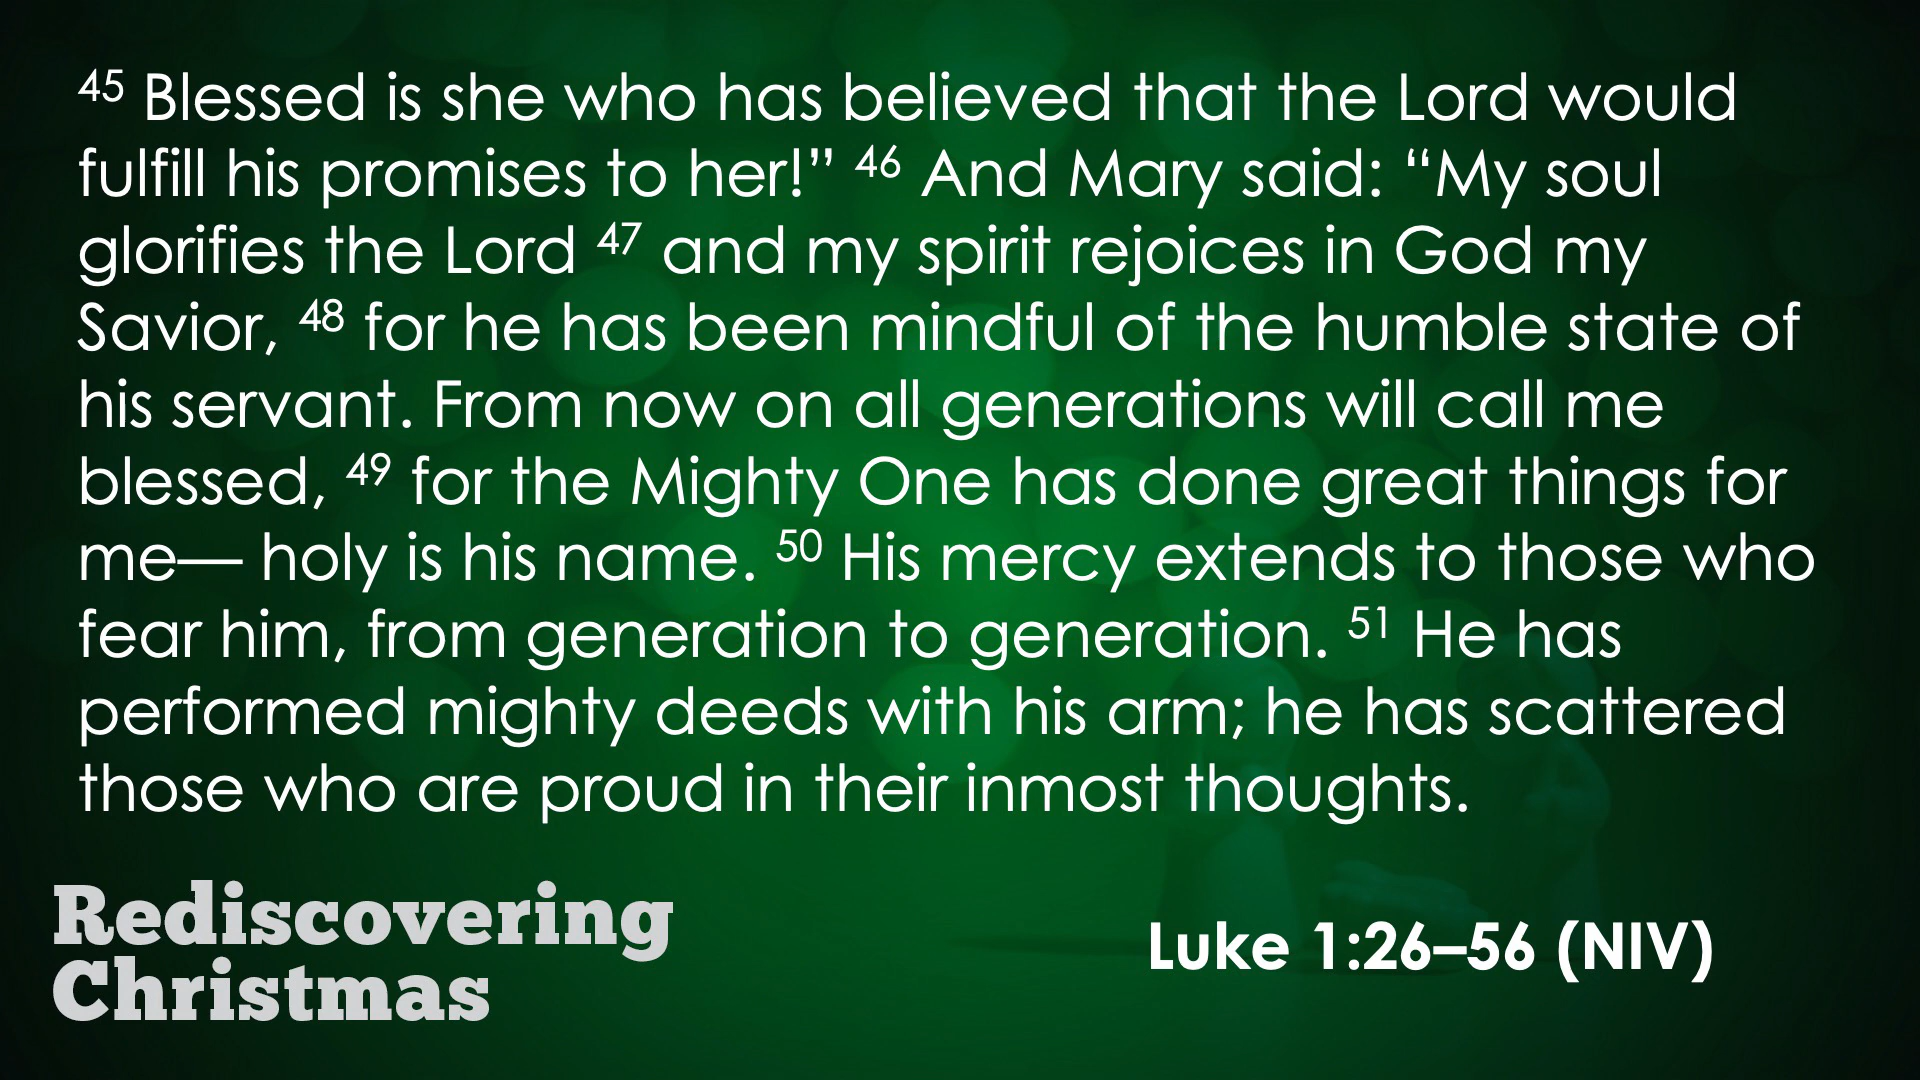 45 Blessed is she who has believed that the Lord would
fulfill his promises to her!” 46 And Mary said: “My soul
glorifies the Lord 47 and my spirit rejoices in God my
Savior, 48 for he has been mindful of the humble state of
his servant. From now on all generations will call me
blessed, 49 for the Mighty One has done great things for
me— holy is his name. 50 His mercy extends to those who
fear him, from generation to generation. 51 He has
performed mighty deeds with his arm; he has scattered
those who are proud in their inmost thoughts.
Rediscovering
Christmas
Luke 1:26–56 (NIV)